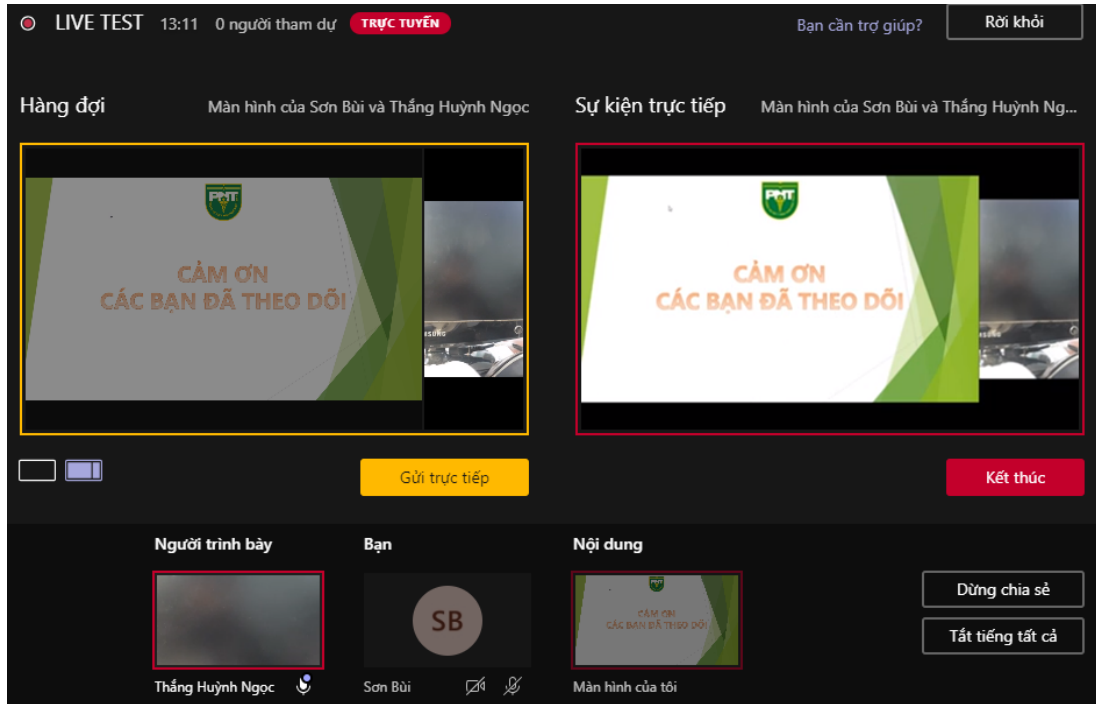 LIVE TEST 13:11 0 người tham dự TRỰC TUYẾN
Bạn cần trợ giúp? Rời khỏi
Hàng đợi Màn hình của Sơn Bùi và Thắng Huỳnh Ngọc
Sự kiện trực tiếp Màn hình của Sơn Bùi và Thắng Huỳnh Ng...
PNT
CẢM ƠN
CÁC BẠN ĐÃ THEO DÕI
PNT
CẢM ƠN
CÁC BẠN ĐÃ THEO DÕI
Gửi trực tiếp
Kết thúc
Người trình bày
Bạn
Nội dung
SB
CẢM ƠN
CÁC BẠN ĐÃ THEO DÕI
Dừng chia sẻ
Tắt tiếng tất cả
Thắng Huỳnh Ngọc
Sơn Bùi
Màn hình của tôi